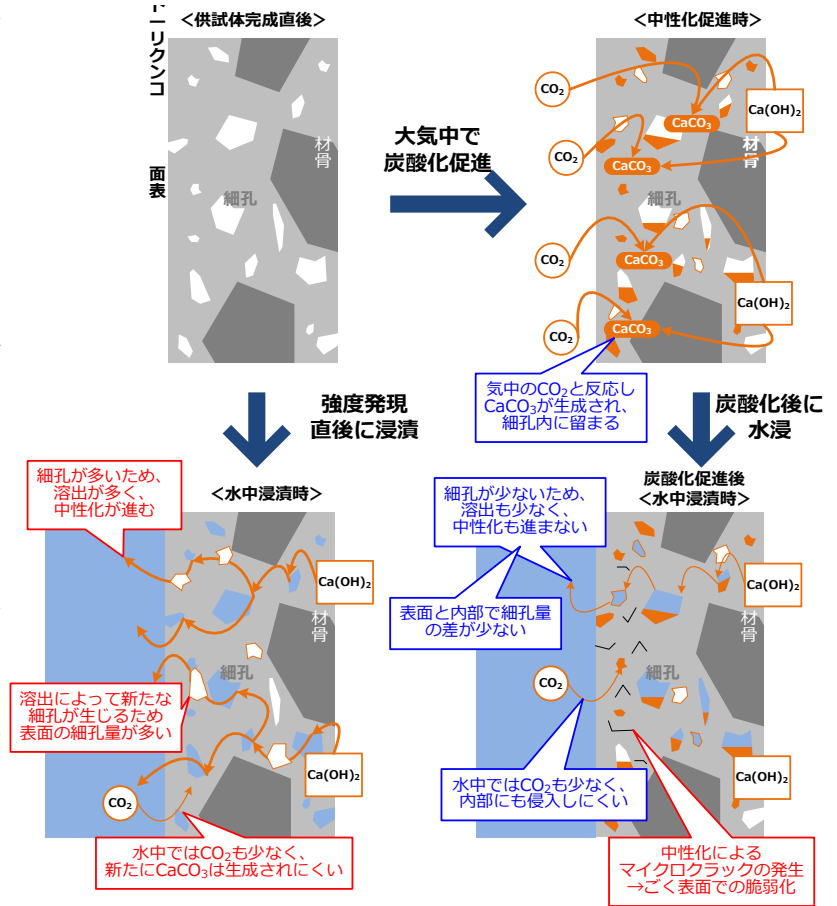 <供試体完成直後>
トーリクンコ
面表
材骨
細孔
大気中で
炭酸化促進
<中性化促進時>
CO₂
CO₂
CO₂
CO₂
CaCO₃
CaCO₃
CaCO₃
CaCO₃
Ca(OH)₂
Ca(OH)₂
材骨
細孔
気中のCO₂と反応し
CaCO₃が生成され、
細孔内に留まる
強度発現
直後に浸漬
炭酸化後に
水浸
<水中浸漬時>
細孔が多いため、
溶出が多く、
中性化が進む
Ca(OH)₂
材骨
細孔
溶出によって新たな
細孔が生じるため
表面の細孔量が多い
Ca(OH)₂
CO₂
水中ではCO₂も少なく、
新たにCaCO₃は生成されにくい
炭酸化促進後
<水中浸漬時>
細孔が少ないため、
溶出も少なく、
中性化も進まない
Ca(OH)₂
材骨
表面と内部で細孔量
の差が少ない
細孔
CO₂
Ca(OH)₂
水中ではCO₂も少なく、
内部にも侵入しにくい
中性化による
マイクロクラックの発生
→ごく表面での脆弱化